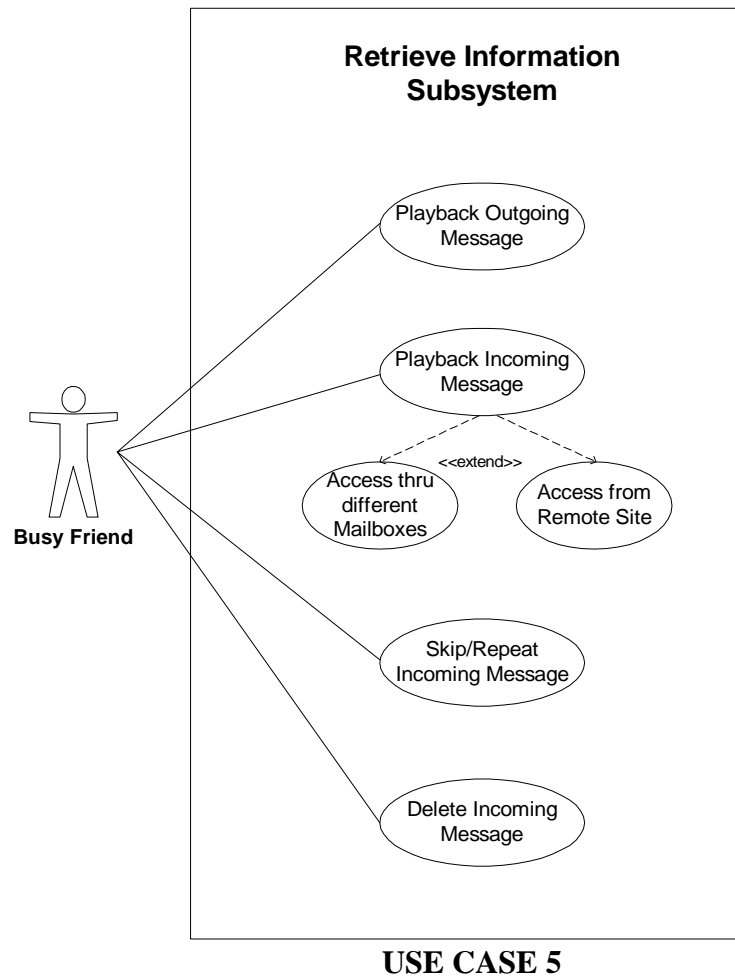 Retrieve Information
Subsystem
Playback Outgoing
Message
Playback Incoming
Message
<<extend>>
Access thru
different
Mailboxes
Access from
Remote Site
Busy Friend
Skip/Repeat
Incoming Message
Delete Incoming
Message
USE CASE 5